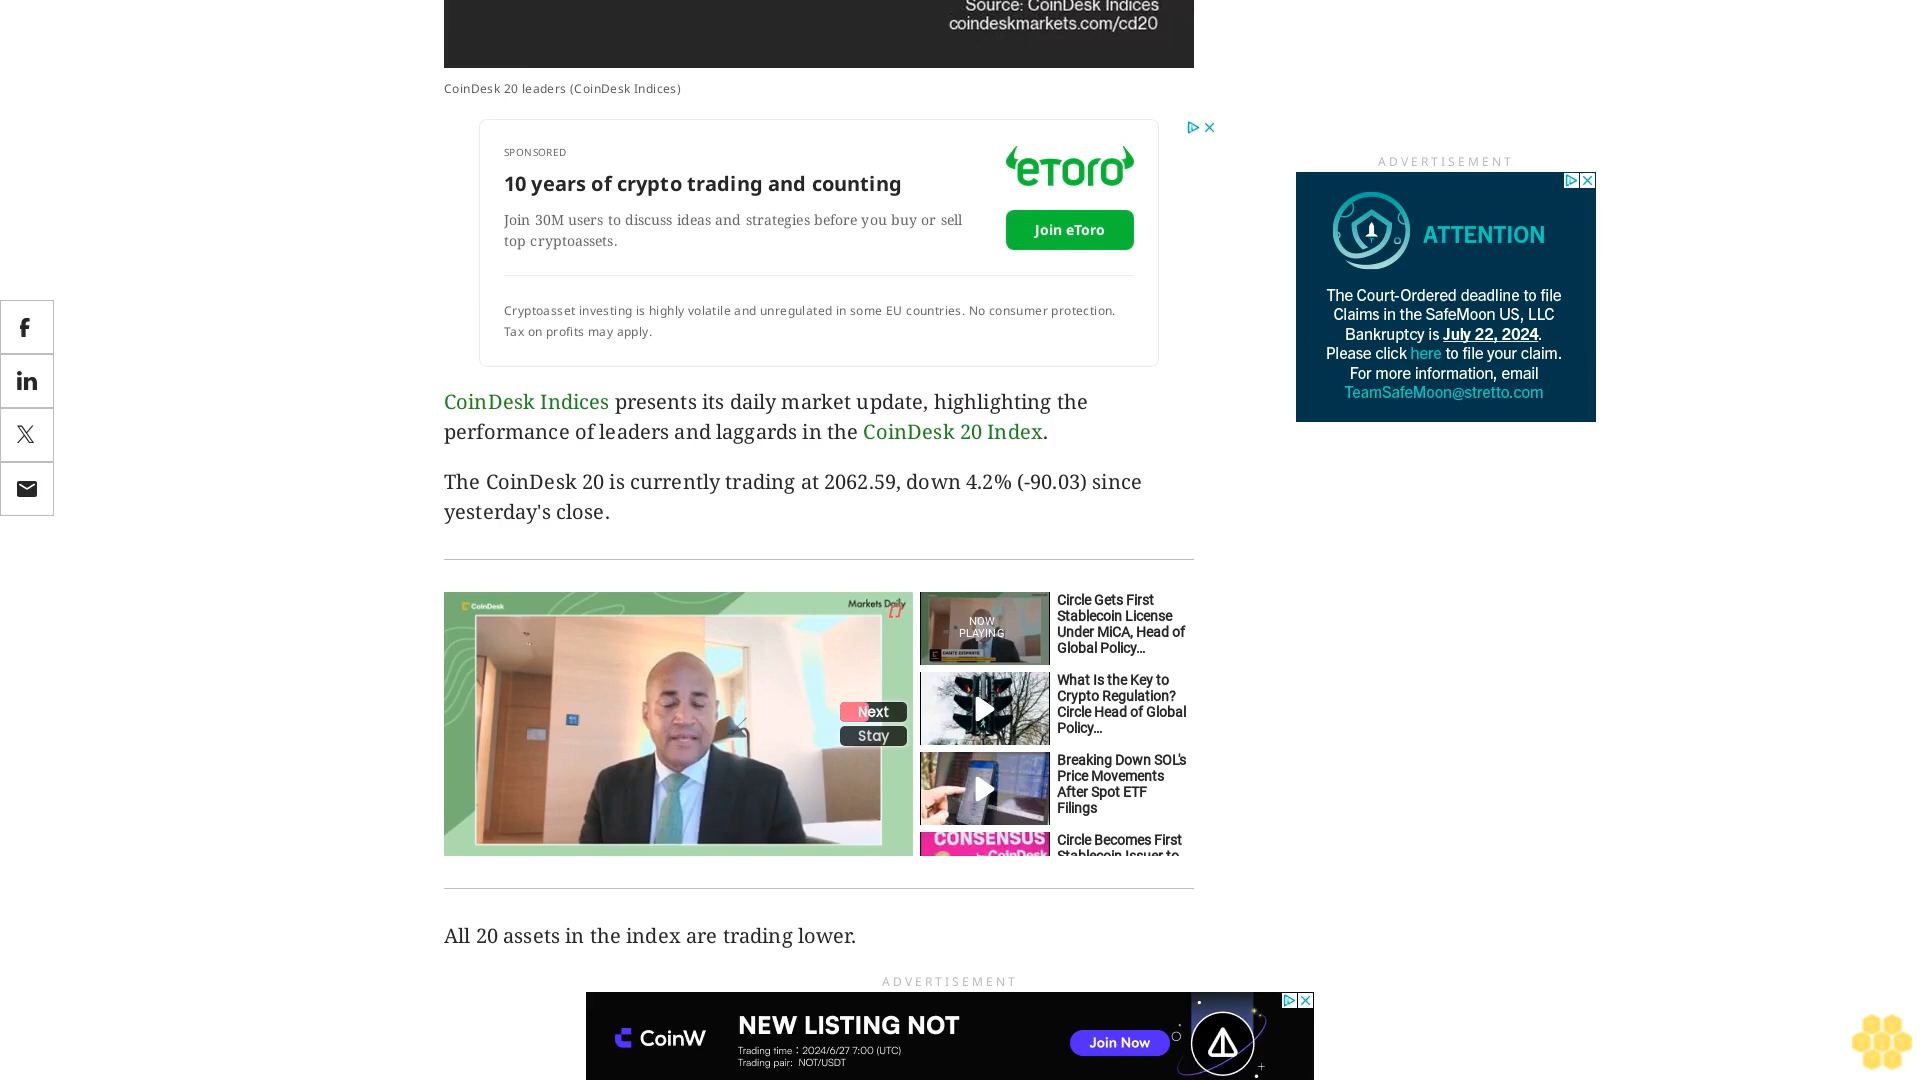 Source: CoinDesk Indices
coindeskmarkets.com/cd20
CoinDesk 20 leaders (CoinDesk Indices)
SPONSORED
10 years of crypto trading and counting
Join 30M users to discuss ideas and strategies before you buy or sell
top cryptoassets.
eToro
Join eToro
Cryptoasset investing is highly volatile and unregulated in some EU countries. No consumer protection.
Tax on profits may apply.
ADVERTISEMENT
ATTENTION
The Court-Ordered deadline to file
Claims in the SafeMoon US, LLC
Bankruptcy is July 22, 2024.
Please click here to file your claim.
For more information, email
TeamSafeMoon@stretto.com
CoinDesk Indices presents its daily market update, highlighting the
performance of leaders and laggards in the CoinDesk 20 Index.
The CoinDesk 20 is currently trading at 2062.59, down 4.2% (-90.03) since
yesterday's close.
CoinDesk
Markets Daily
Next
Stay
NOW
PLAYING
DANTE DISPARTE
Circle Gets First
Stablecoin License
Under MiCA, Head of
Global Policy...
What Is the Key to
Crypto Regulation?
Circle Head of Global
Policy...
Breaking Down SOL's
Price Movements
After Spot ETF
Filings
CONSENSUS
CoinDesk
Circle Becomes First
Stablecoin Issuer to
All 20 assets in the index are trading lower.
ADVERTISEMENT
CoinW
NEW LISTING NOT
Trading time：2024/6/27 7:00 (UTC)
Trading pair: NOT/USDT
Join Now